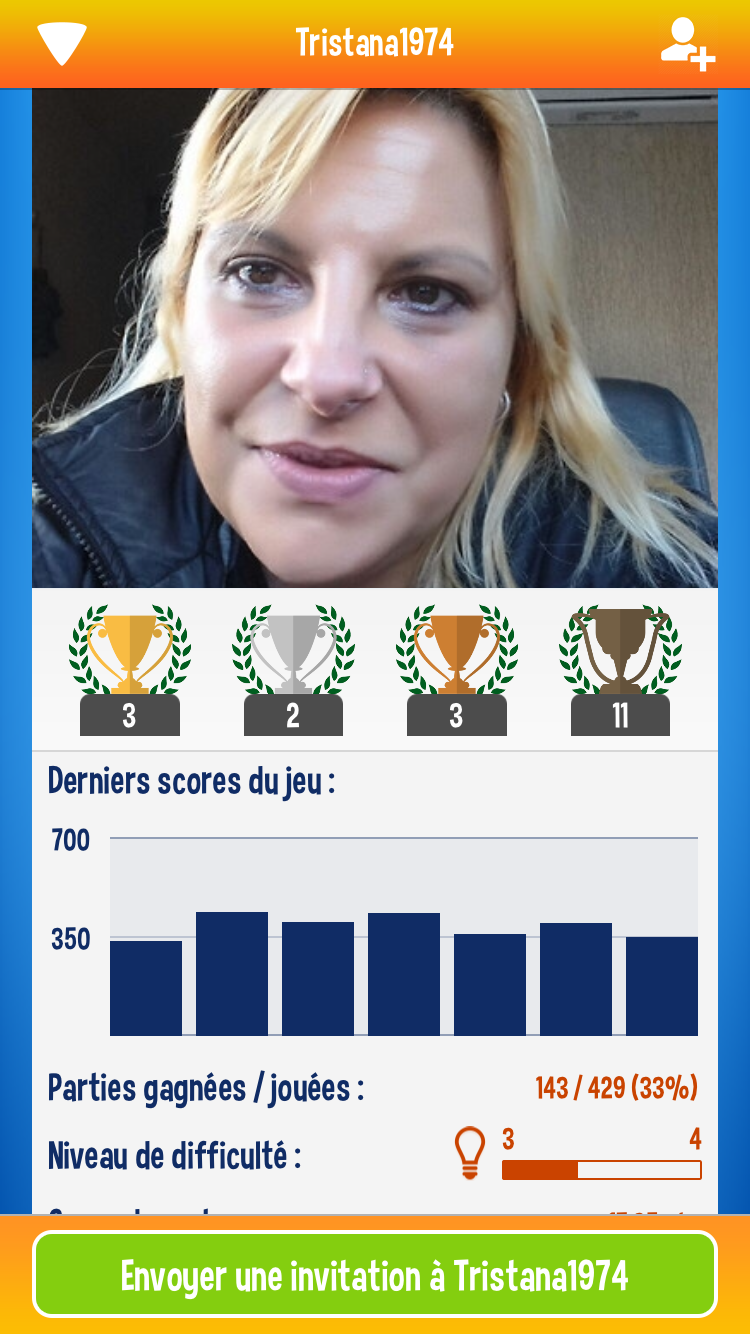 Tristana1974
3 2 3 11
Derniers scores du jeu :
700
350
Parties gagnées / jouées : 143 / 429 (33%)
3 4
Niveau de difficulté :
Envoyer une invitation à Tristana1974